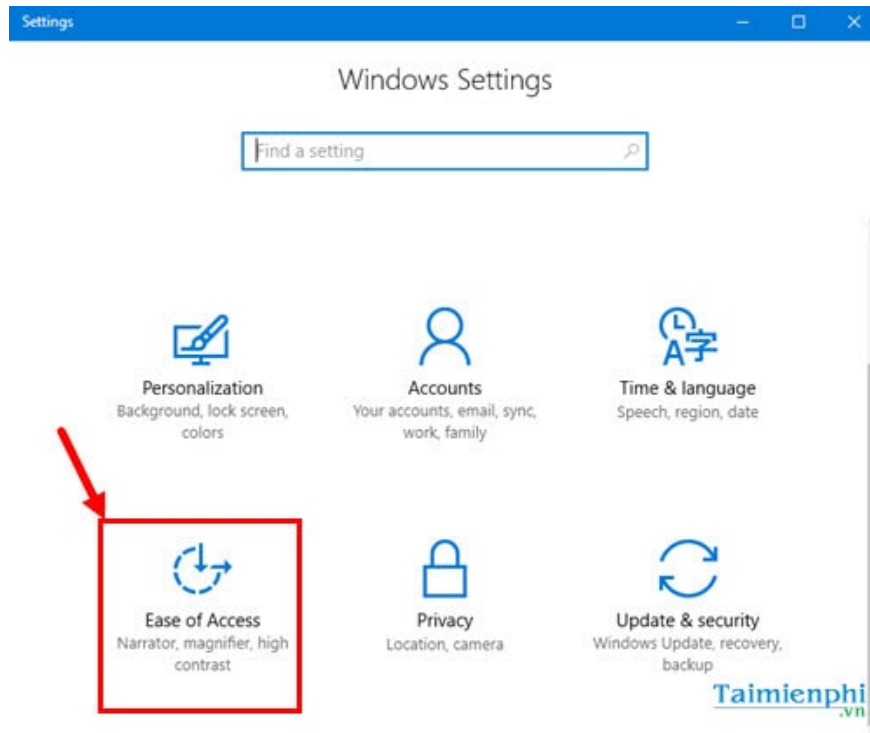 Settings
Windows Settings
Find a setting
Personalization
Background, lock screen,
colors
Accounts
Your accounts, email, sync,
work, family
Time & language
Speech, region, date
Ease of Access
Narrator, magnifier, high
contrast
Privacy
Location, camera
Update & security
Windows Update, recovery,
backup
Taimienphi
.vn